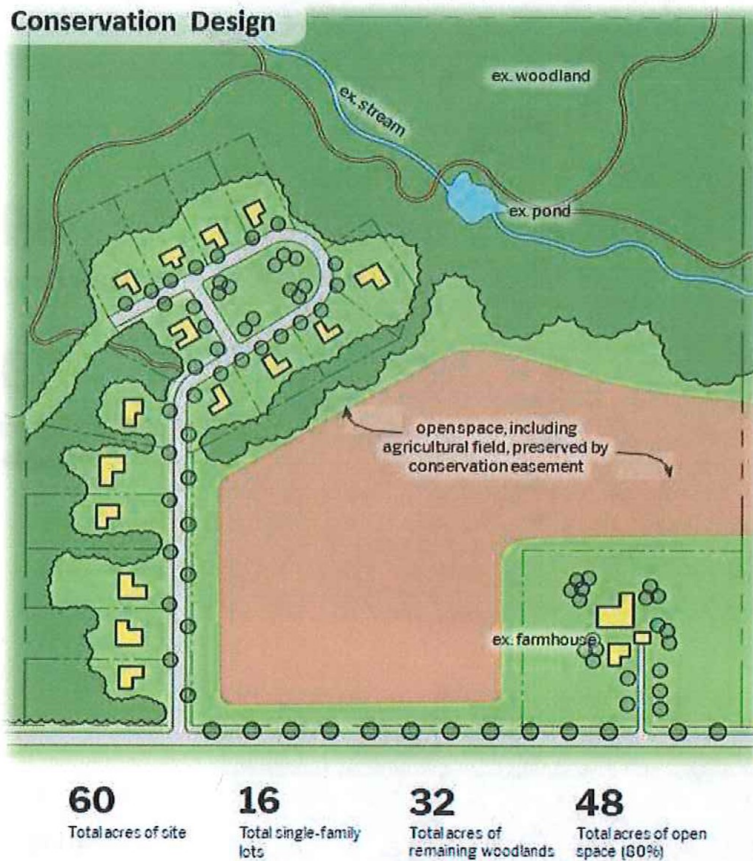 Conservation Design
ex. woodland
ex. stream
ex. pond
open space, including
agricultural field, preserved by
conservation easement
ex. farmhouse
60
Total acres of site
16
Total single-family
lots
32
Total acres of
remaining woodlands
48
Total acres of open
space (80%)